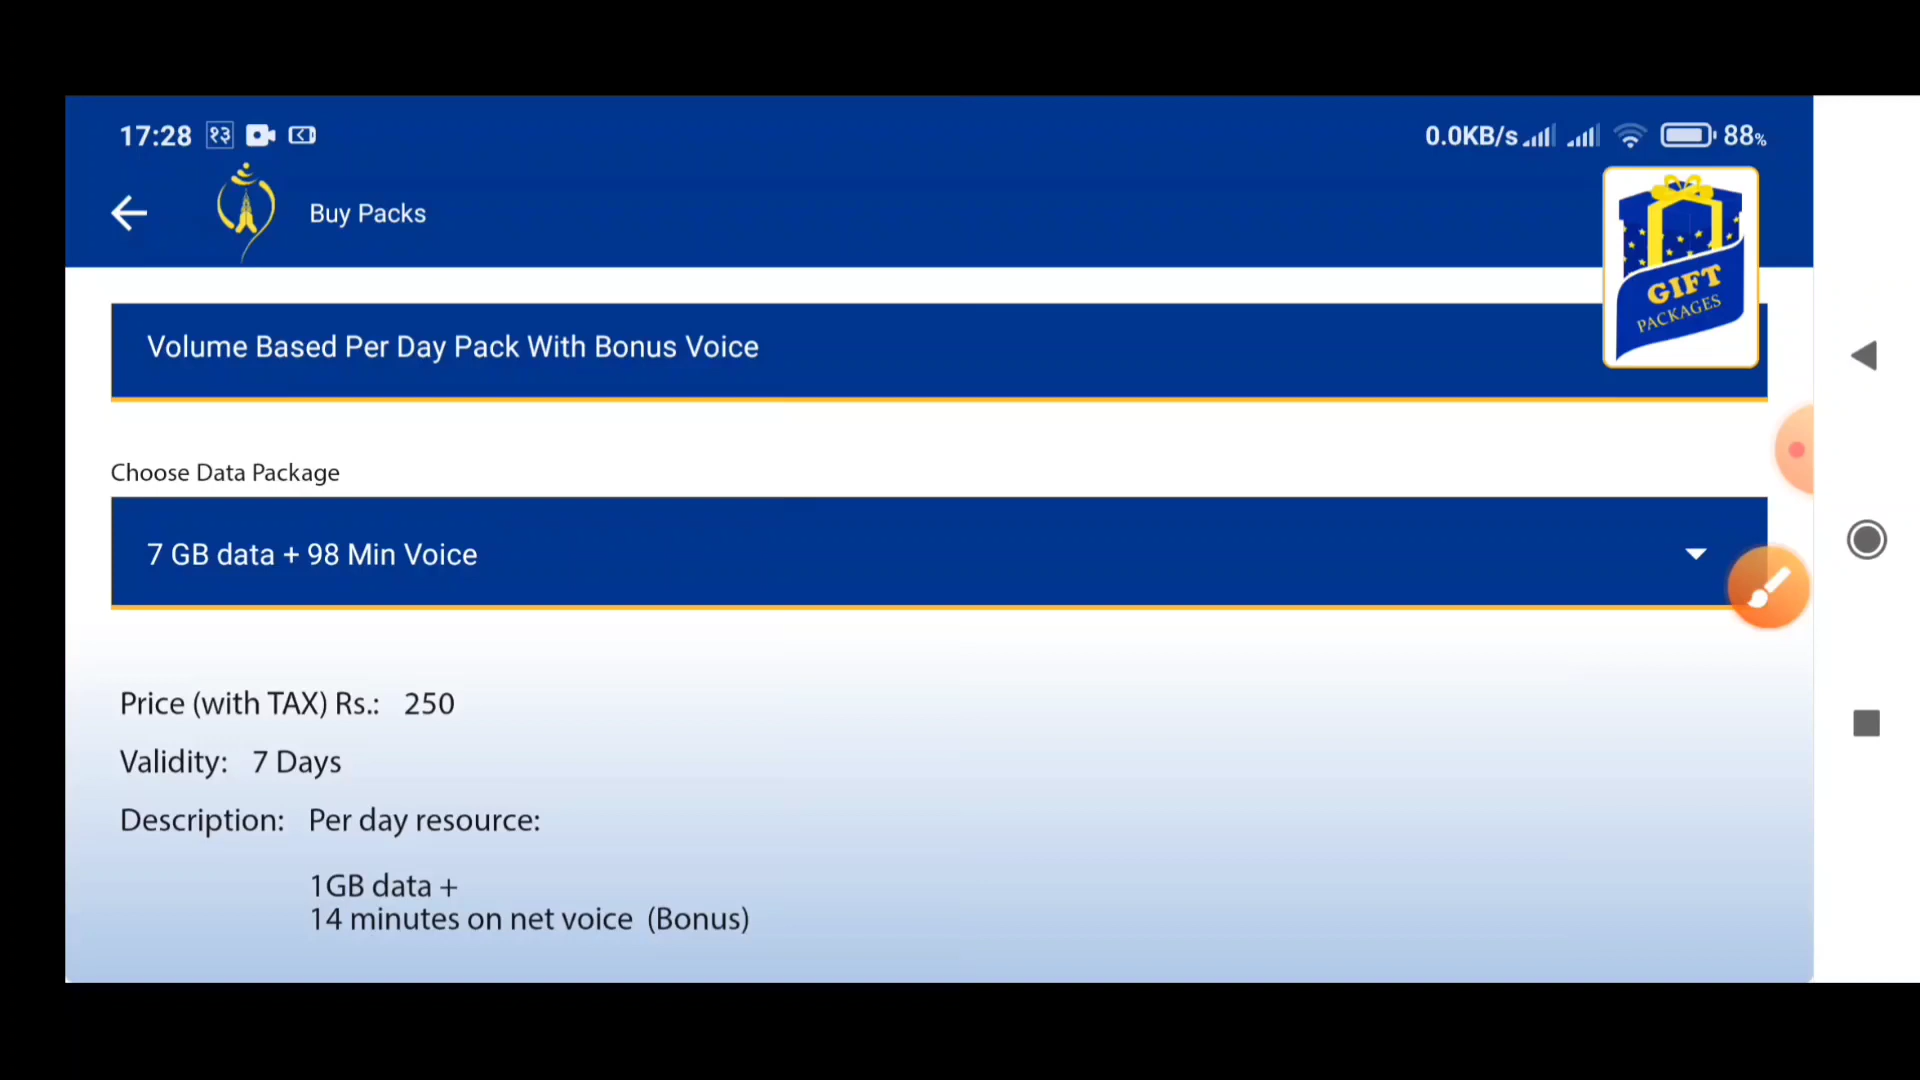 17:28 १३ 0.0KB/s 88%
Buy Packs
GIFT
PACKAGES
Volume Based Per Day Pack With Bonus Voice
Choose Data Package
7 GB data + 98 Min Voice
Price (with TAX) Rs.: 250
Validity: 7 Days
Description: Per day resource:
1GB data +
14 minutes on net voice (Bonus)